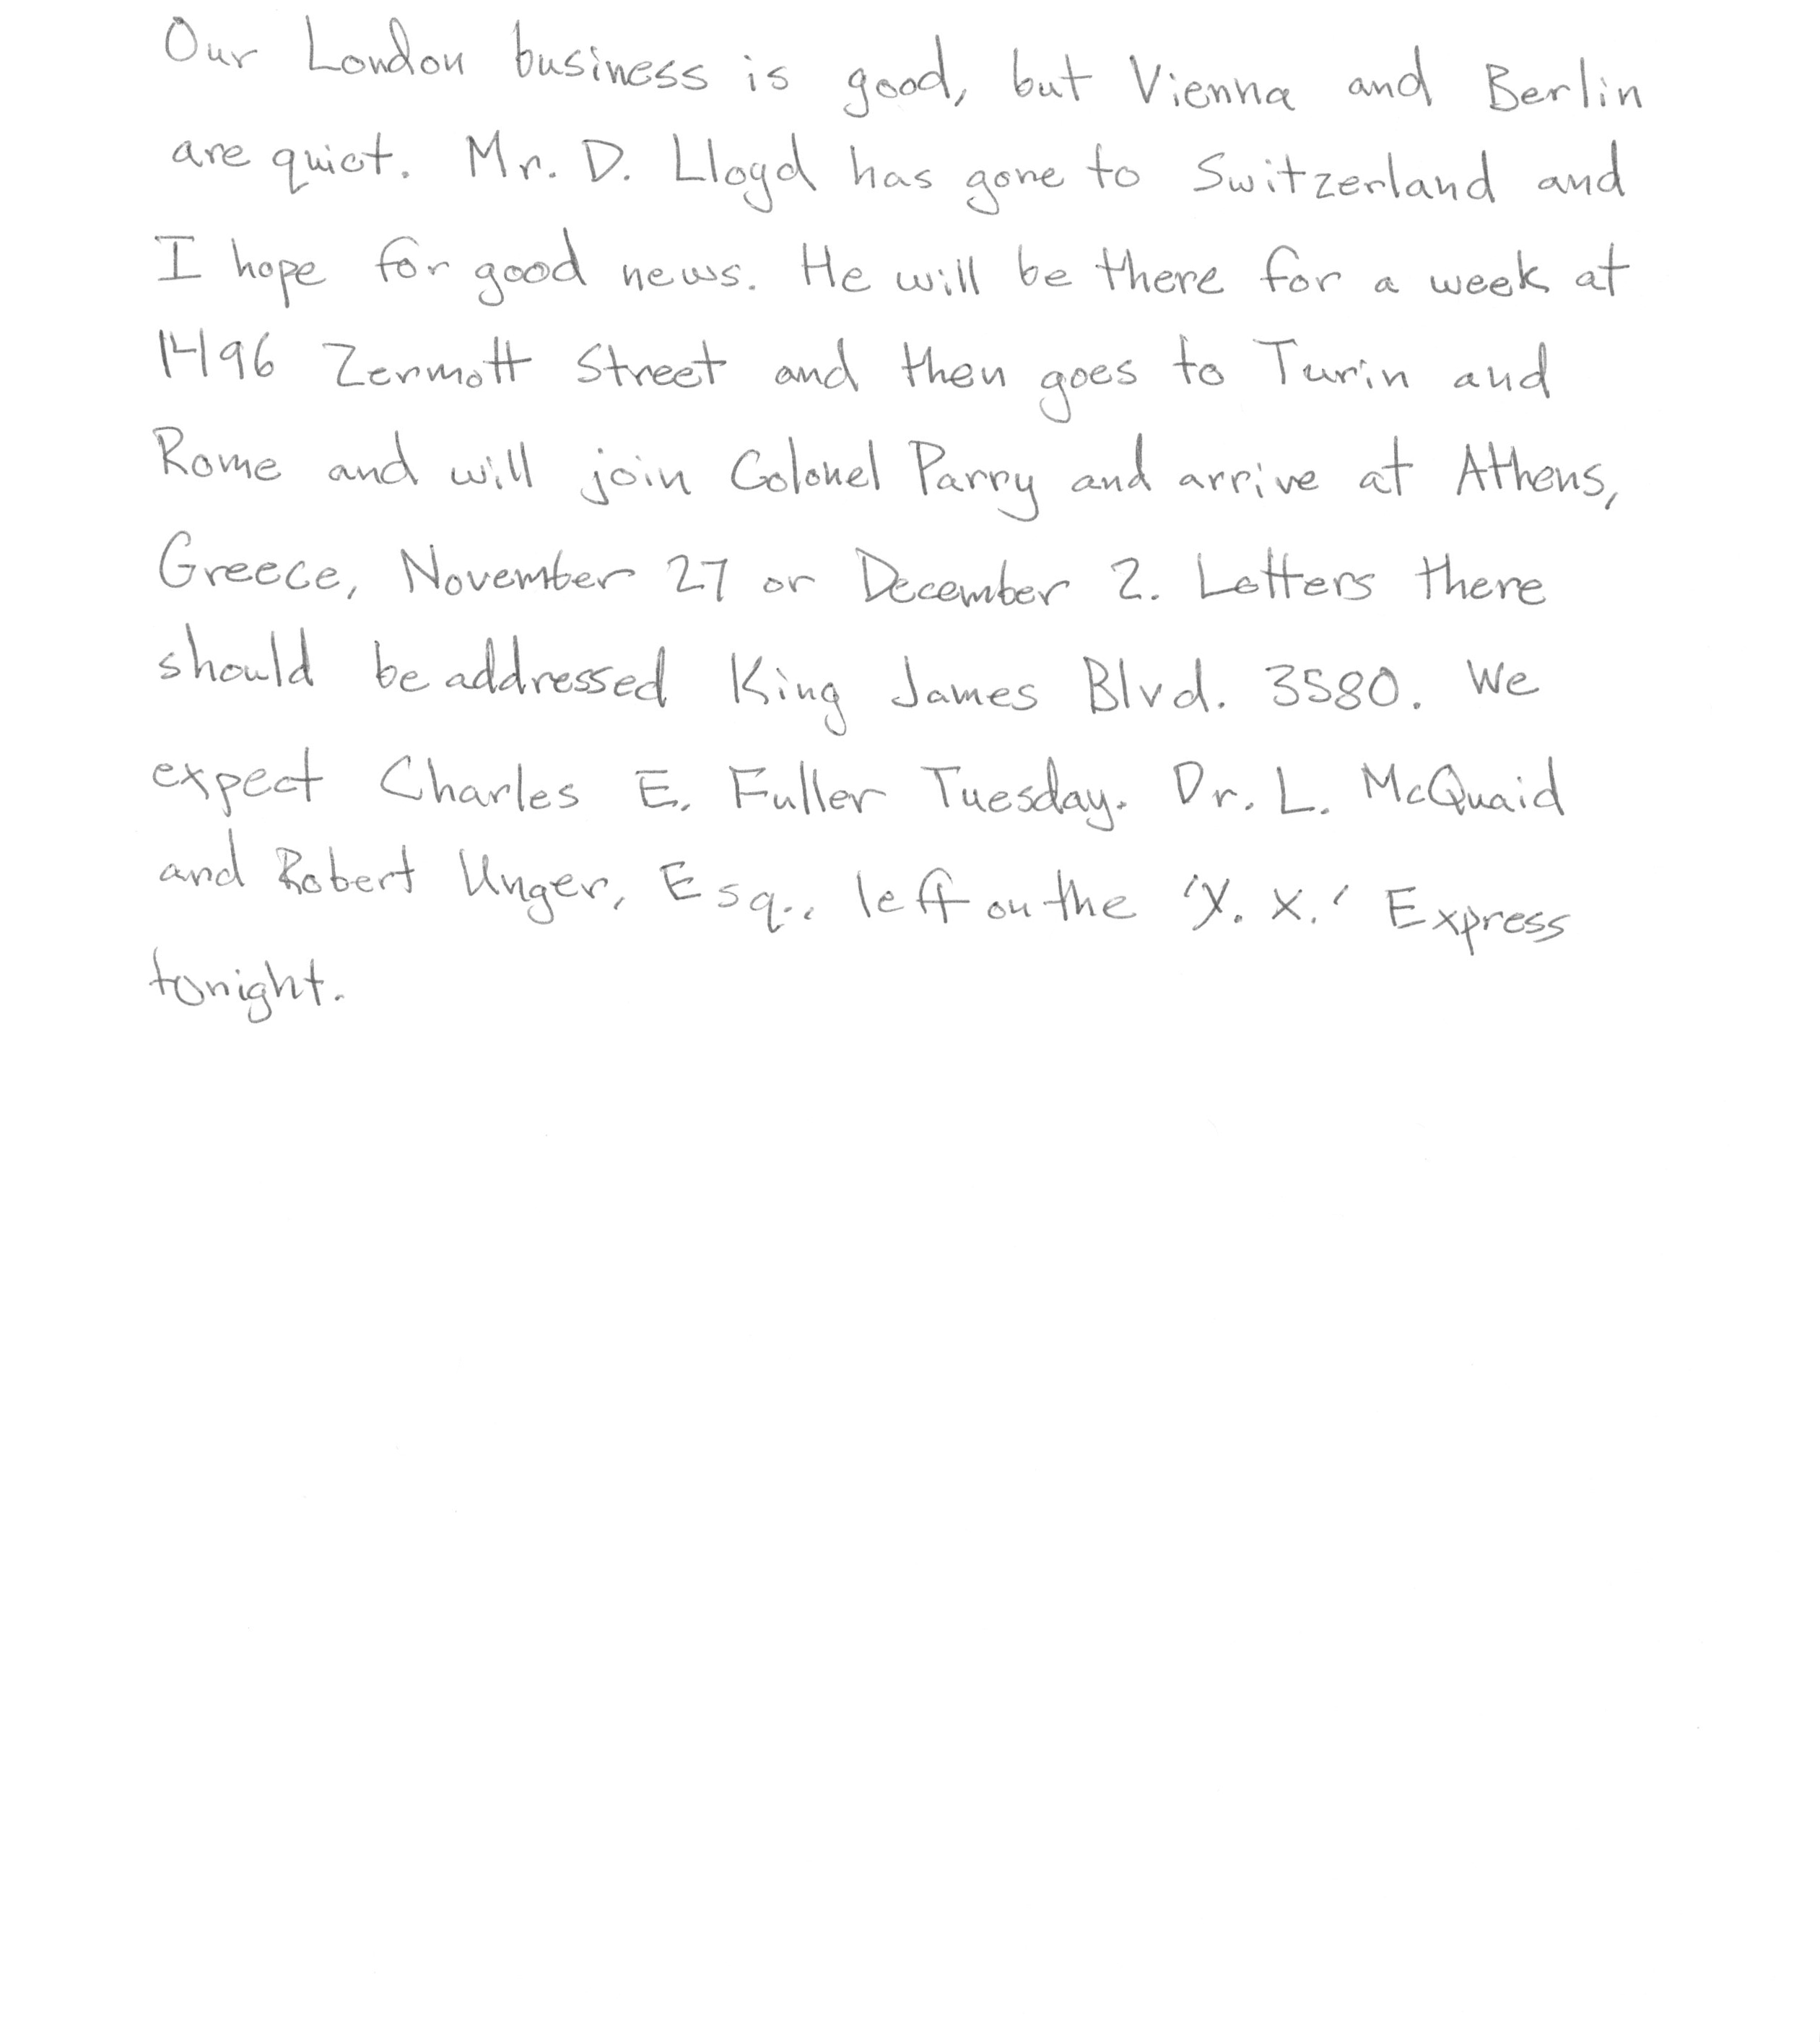 Our London business is good, but Vienna and Berlin
are quiet. Mr. D. Lloyd has gone to Switzerland and
I hope for good news. He will be there for a week at
1496 Zermott Street and then goes to Turin and
Rome and will join Colonel Parry and arrive at Athens,
Greece, November 27 or December 2. Letters there
should be addressed King James Blvd. 3580. We
expect Charles E. Fuller Tuesday. Dr. L. McQuaid
and Robert Unger, Esq., left on the 'X. X.' Express
tonight.